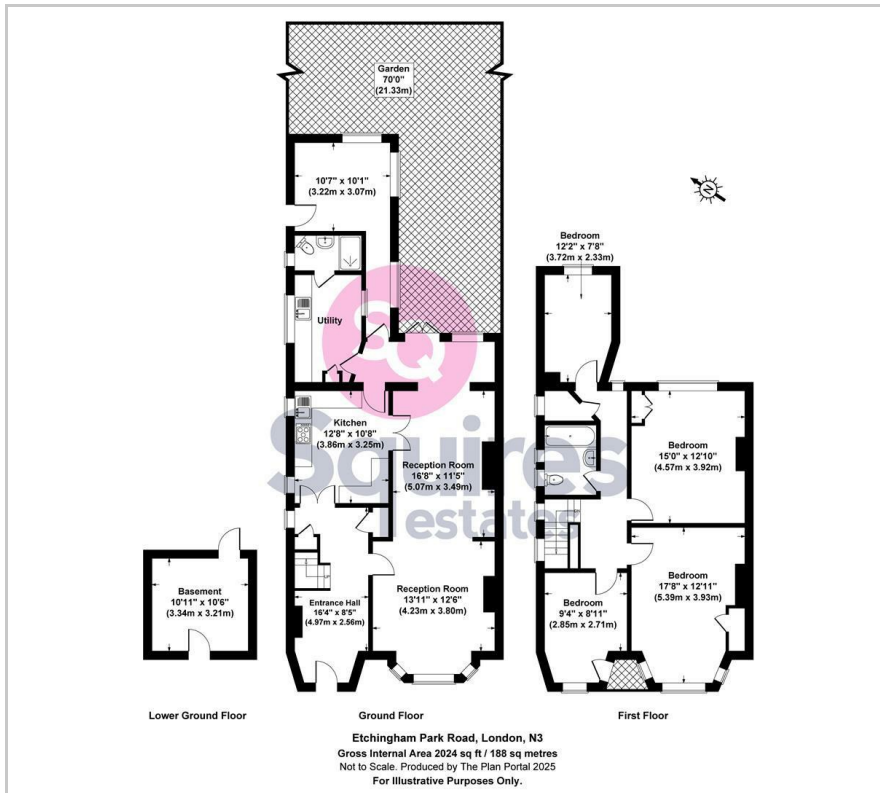 Garden
70'0"
(21.33m)
10'7" x 10'1"
(3.22m x 3.07m)
N
Bedroom
12'2" x 7'8"
(3.72m x 2.33m)
Utility
SQ
Squires
estates
Kitchen
12'8" x 10'8"
(3.86m x 3.25m)
Reception Room
16'8" x 11'5"
(5.07m x 3.49m)
Bedroom
15'0" x 12'10"
(4.57m x 3.92m)
Basement
10'11" x 10'6"
(3.34m x 3.21m)
Entrance Hall
16'4" x 8'5"
(4.97m x 2.56m)
Reception Room
13'11" x 12'6"
(4.23m x 3.80m)
Bedroom
9'4" x 8'11"
(2.85m x 2.71m)
Bedroom
17'8" x 12'11"
(5.39m x 3.93m)
Lower Ground Floor
Ground Floor
First Floor
Etchingham Park Road, London, N3
Gross Internal Area 2024 sq ft / 188 sq metres
Not to Scale. Produced by The Plan Portal 2025
For Illustrative Purposes Only.